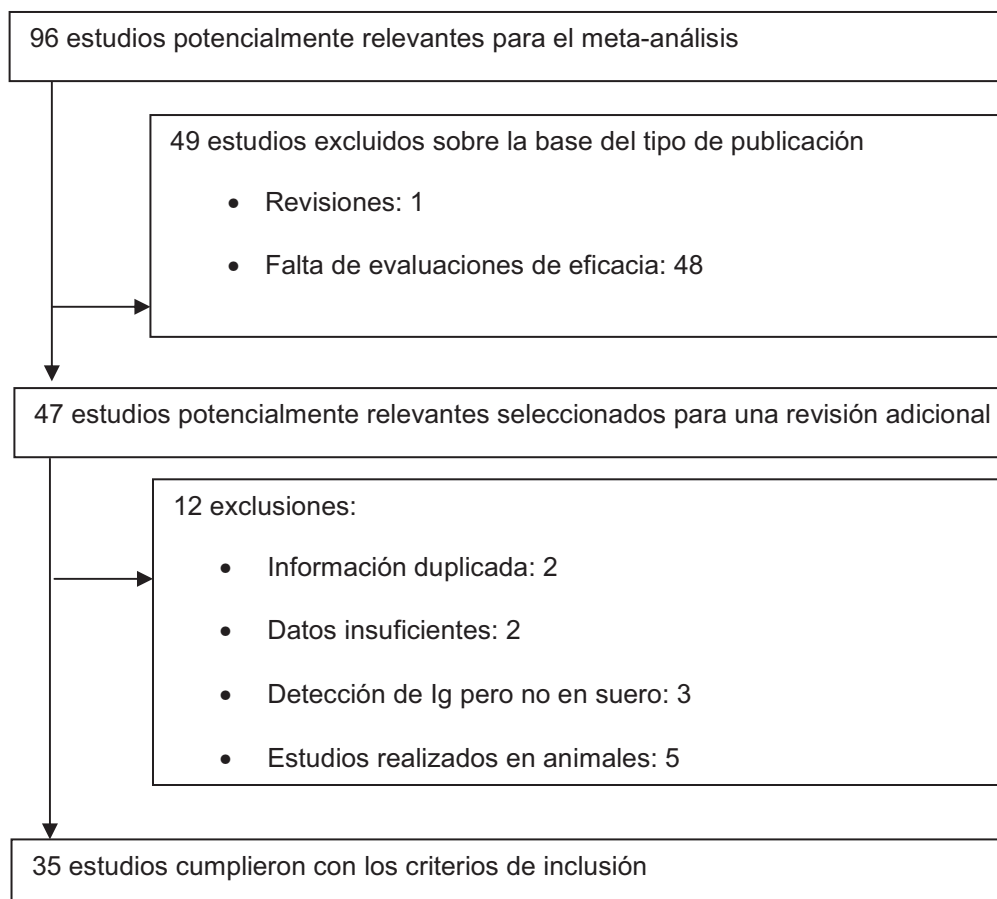 96 estudios potencialmente relevantes para el meta-análisis
49 estudios excluidos sobre la base del tipo de publicación
• Revisiones: 1
• Falta de evaluaciones de eficacia: 48
47 estudios potencialmente relevantes seleccionados para una revisión adicional
12 exclusiones:
• Información duplicada: 2
• Datos insuficientes: 2
• Detección de Ig pero no en suero: 3
• Estudios realizados en animales: 5
35 estudios cumplieron con los criterios de inclusión